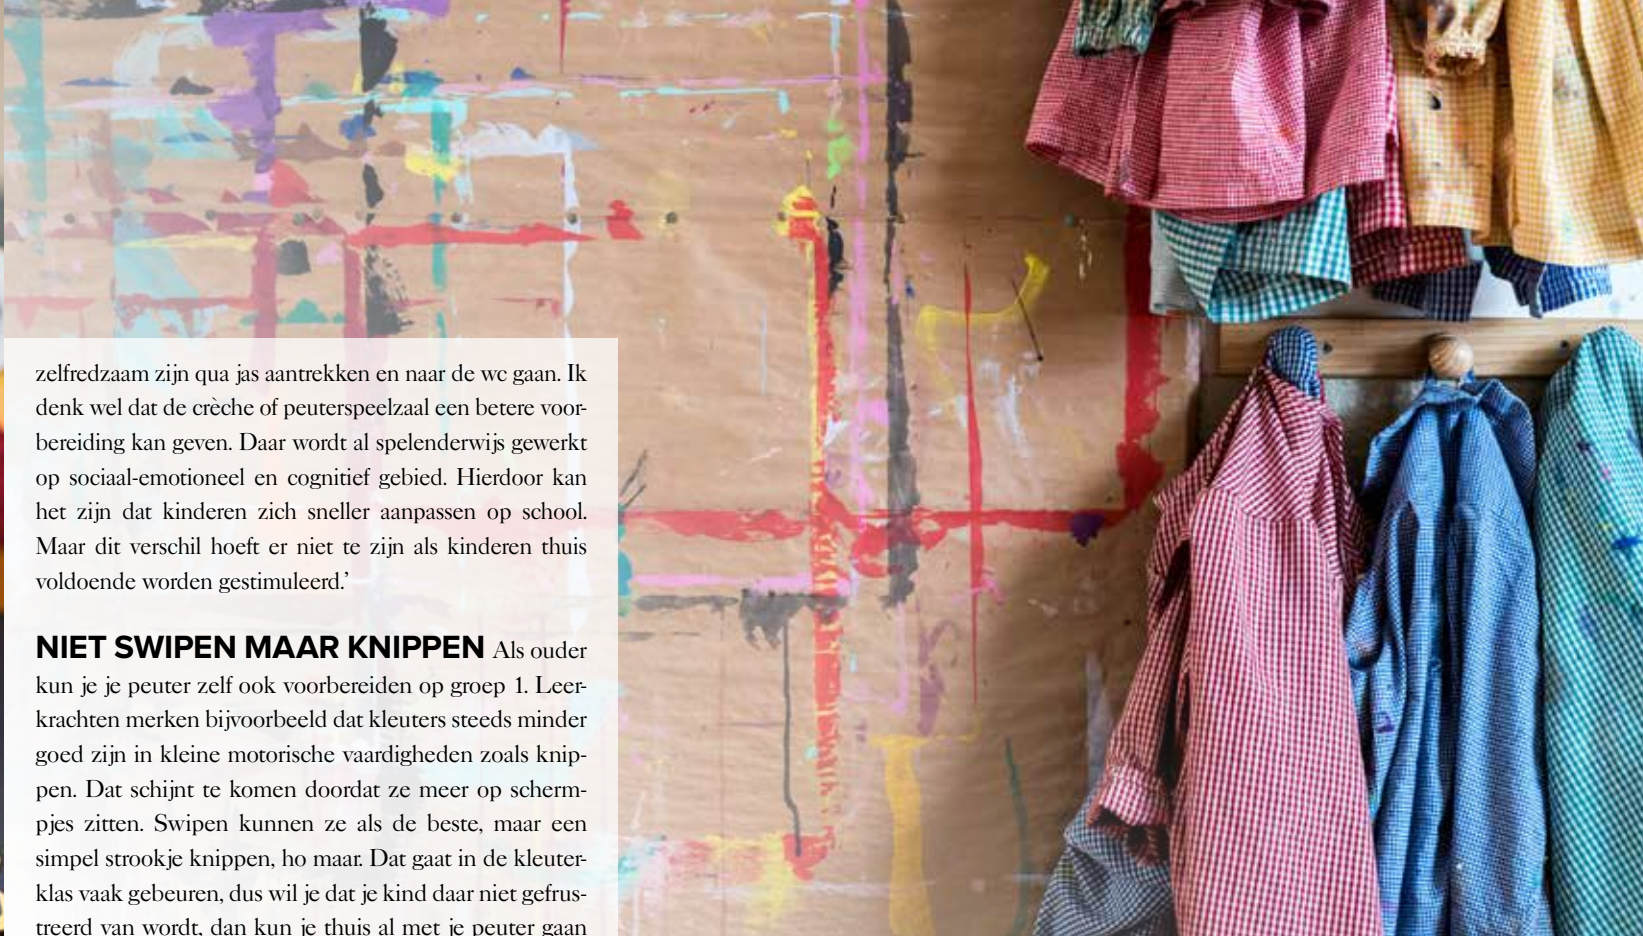 zelfredzaam zijn qua jas aantrekken en naar de wc gaan. Ik
denk wel dat de crèche of peuterspeelzaal een betere voor-
bereiding kan geven. Daar wordt al spelenderwijs gewerkt
op sociaal-emotioneel en cognitief gebied. Hierdoor kan
het zijn dat kinderen zich sneller aanpassen op school.
Maar dit verschil hoeft er niet te zijn als kinderen thuis
voldoende worden gestimuleerd.’
NIET SWIPEN MAAR KNIPPEN Als ouder
kun je je peuter zelf ook voorbereiden op groep 1. Leer-
krachten merken bijvoorbeeld dat kleuters steeds minder
goed zijn in kleine motorische vaardigheden zoals knip-
pen. Dat schijnt te komen doordat ze meer op scherm-
pjes zitten. Swipen kunnen ze als de beste, maar een
simpel strookje knippen, ho maar. Dat gaat in de kleuter-
klas vaak gebeuren, dus wil je dat je kind daar niet gefrus-
treerd van wordt, dan kun je thuis al met je peuter gaan